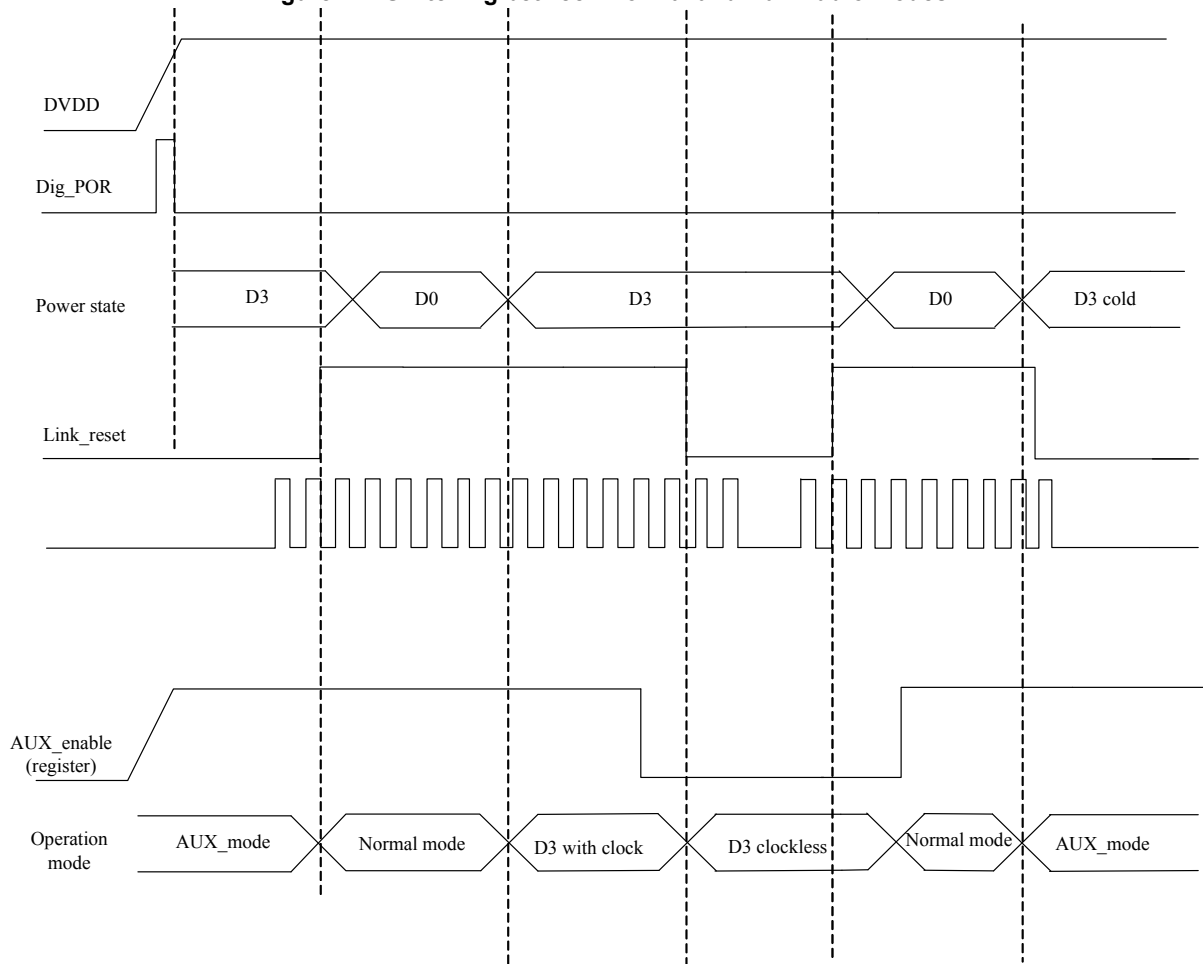 DVDD
Dig_POR
Power state
D3
D0
D3
D0
D3 cold
Link_reset
AUX_enable
(register)
Operation
mode
AUX_mode
Normal mode
D3 with clock
D3 clockless
Normal mode
AUX_mode